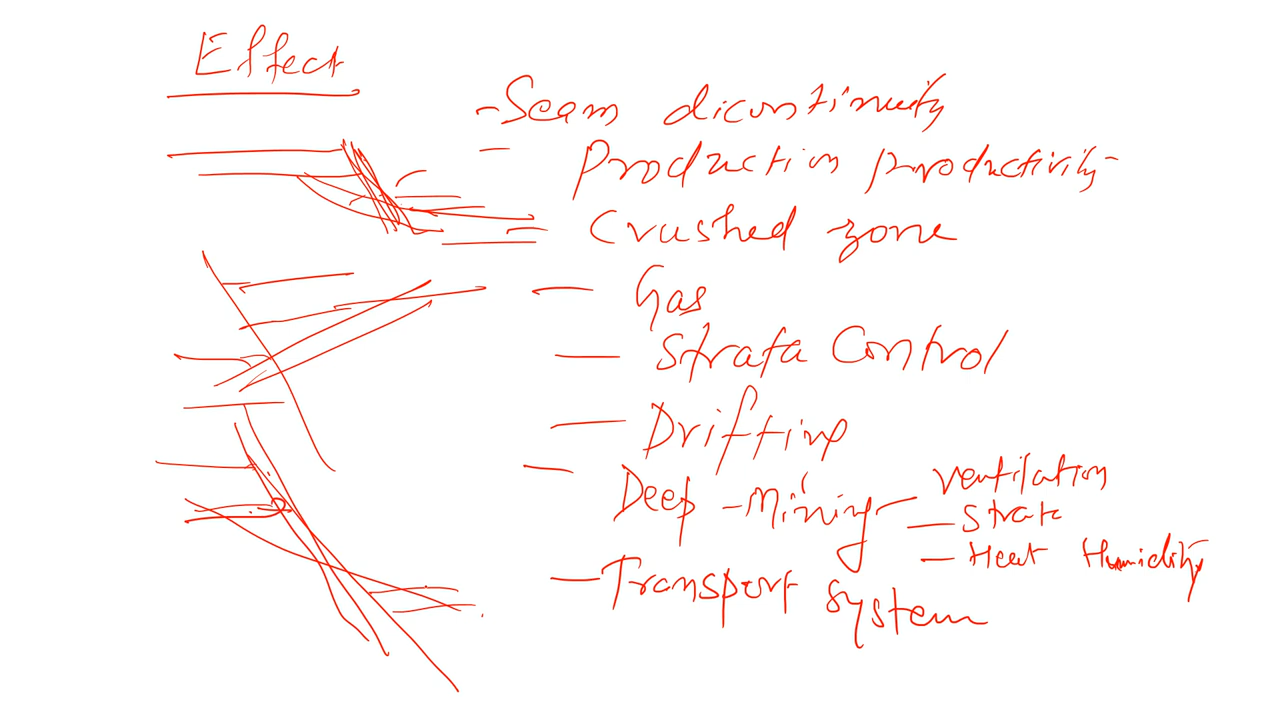 Effect
- Seam dicontinuity
- Production productivity
- Crushed zone
- Gas
- Strata Control
- Drifting
- Deep - Mining - ventilation
- Strata
- Heat Humidity
- Transport System